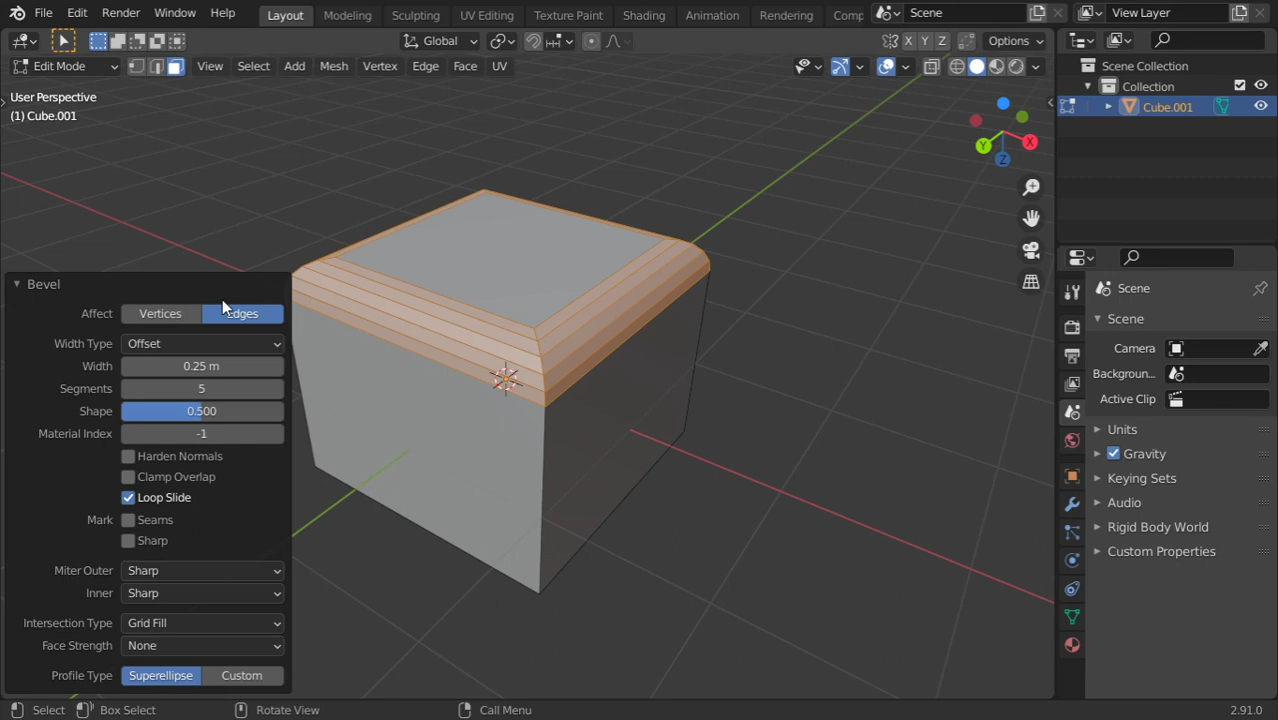 File Edit Render Window Help Layout Modeling Sculpting UV Editing Texture Paint Shading Animation Rendering Comp Scene View Layer
Global X Y Z Options
Edit Mode View Select Add Mesh Vertex Edge Face UV
Scene Collection
Collection
Cube.001
User Perspective
(1) Cube.001
X
Y
Z
Bevel
Affect Vertices Edges
Width Type Offset
Width 0.25 m
Segments 5
Shape 0.500
Material Index -1
Harden Normals
Clamp Overlap
Loop Slide
Mark Seams
Sharp
Miter Outer Sharp
Inner Sharp
Intersection Type Grid Fill
Face Strength None
Profile Type Superellipse Custom
Scene
Scene
Camera
Backgroun..
Active Clip
Units
Gravity
Keying Sets
Audio
Rigid Body World
Custom Properties
Select Box Select Rotate View Call Menu 2.91.0